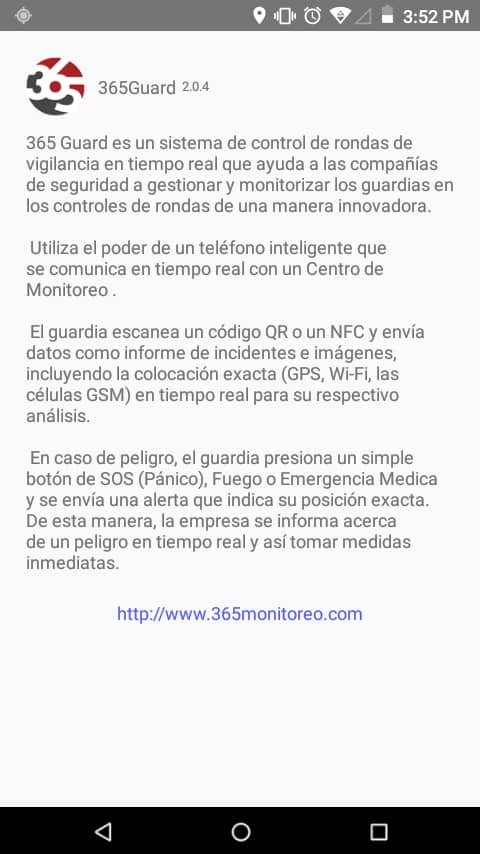 3:52 PM
365
365Guard 2.0.4
365 Guard es un sistema de control de rondas de
vigilancia en tiempo real que ayuda a las compañías
de seguridad a gestionar y monitorizar los guardias en
los controles de rondas de una manera innovadora.
Utiliza el poder de un teléfono inteligente que
se comunica en tiempo real con un Centro de
Monitoreo .
El guardia escanea un código QR o un NFC y envía
datos como informe de incidentes e imágenes,
incluyendo la colocación exacta (GPS, Wi-Fi, las
células GSM) en tiempo real para su respectivo
análisis.
En caso de peligro, el guardia presiona un simple
botón de SOS (Pánico), Fuego o Emergencia Medica
y se envía una alerta que indica su posición exacta.
De esta manera, la empresa se informa acerca
de un peligro en tiempo real y así tomar medidas
inmediatas.
http://www.365monitoreo.com